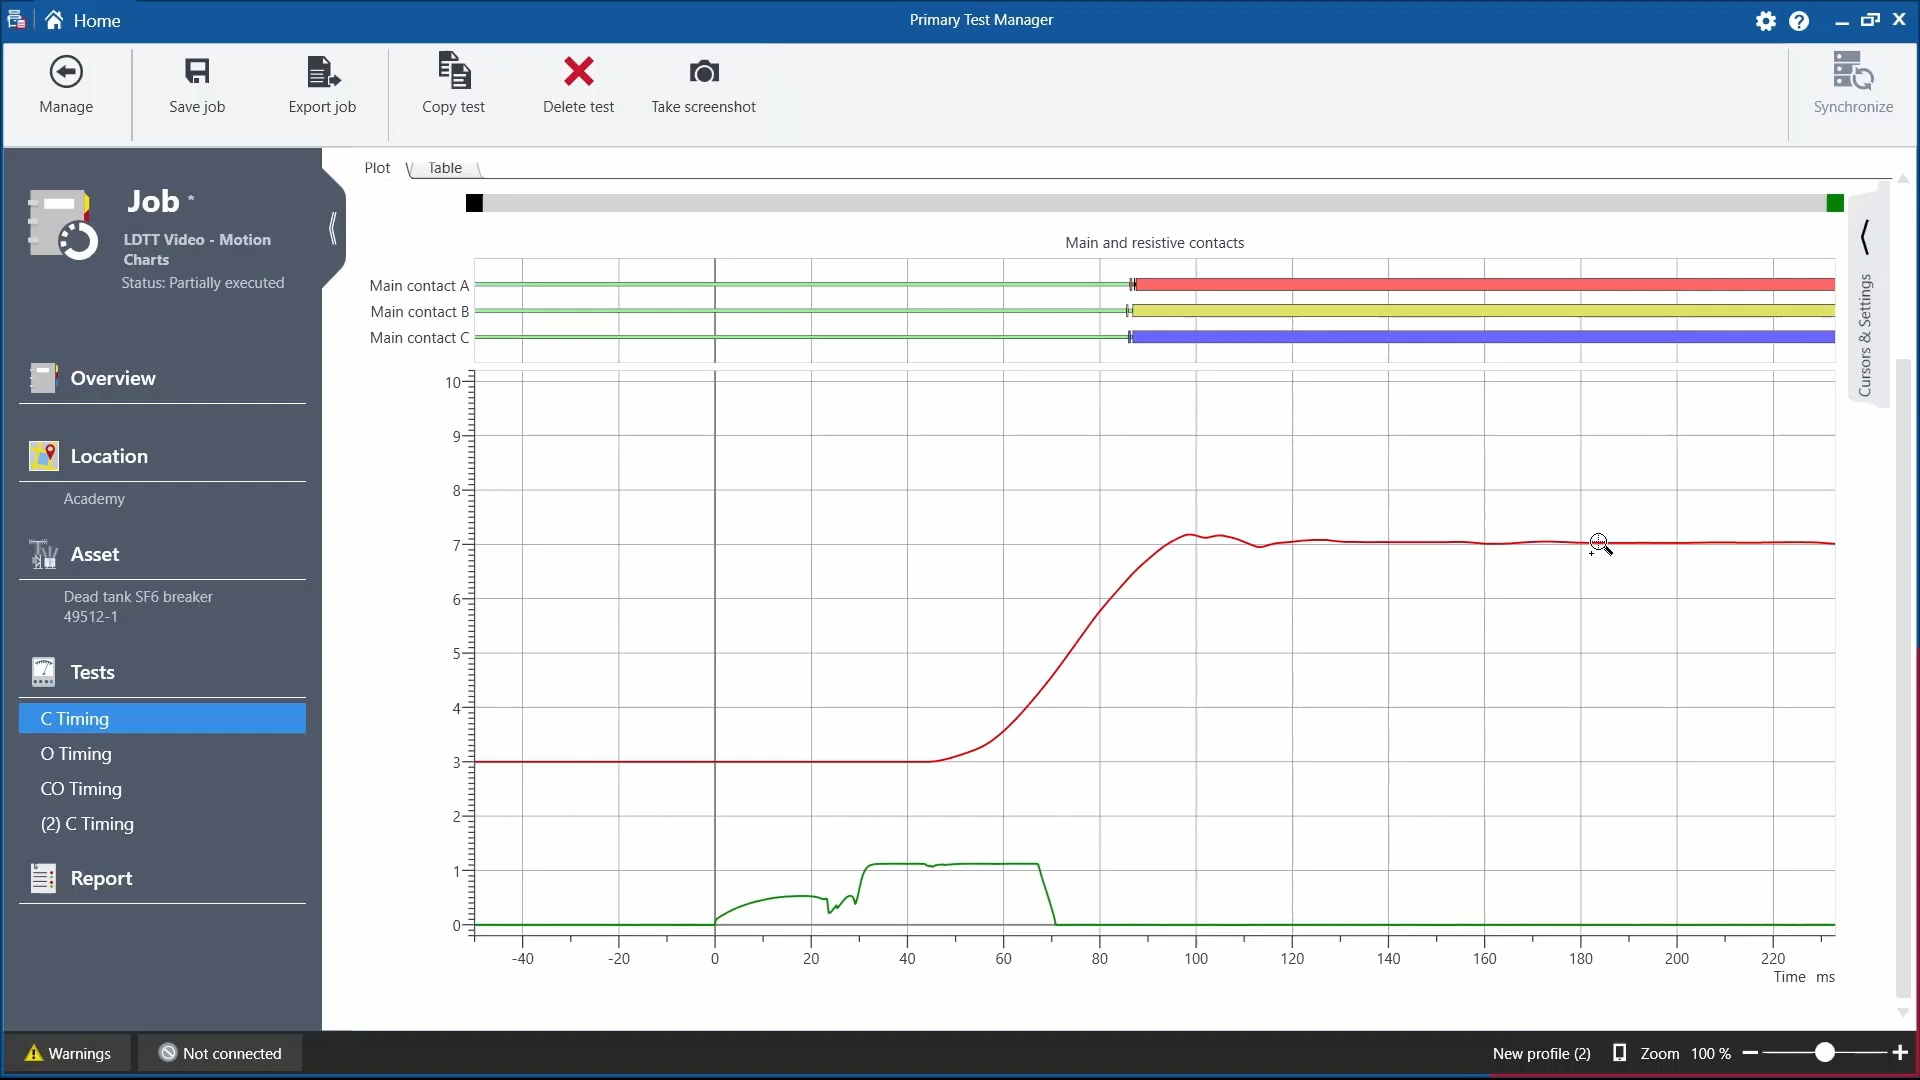 Home
Primary Test Manager
Manage
Save job
Export job
Copy test
Delete test
Take screenshot
Synchronize
Job *
LDTT Video - Motion
Charts
Status: Partially executed
Overview
Location
Academy
Asset
Dead tank SF6 breaker
49512-1
Tests
C Timing
O Timing
CO Timing
(2) C Timing
Report
Plot
Table
Cursors & Settings
Main and resistive contacts
Main contact A
Main contact B
Main contact C
10
9
8
7
6
5
4
3
2
1
0
-40 -20 0 20 40 60 80 100 120 140 160 180 200 220
Time ms
Warnings
Not connected
New profile (2)
Zoom 100 %